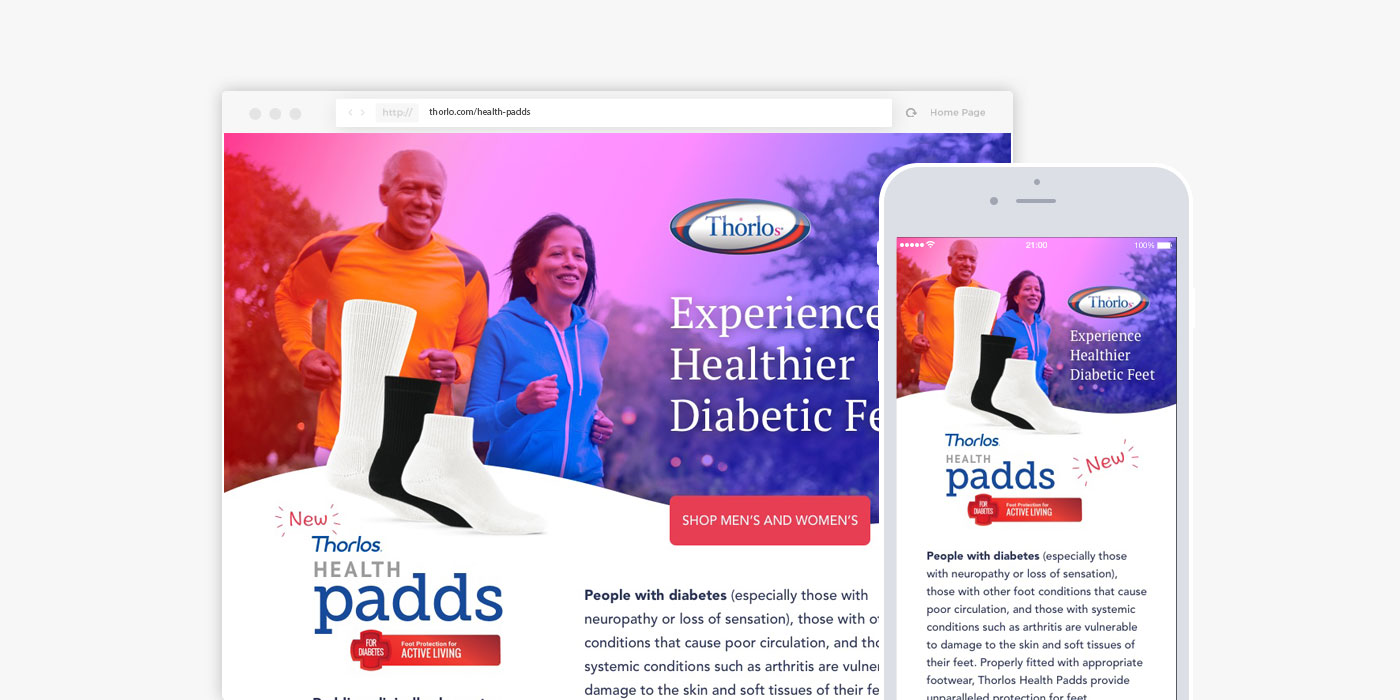 http://
thorlo.com/health-padds
Home Page
Thorlos
Experience
Healthier
Diabetic Fe
SHOP MEN'S AND WOMEN'S
New
Thorlos
HEALTH
padds
FOR
DIABETES
Foot Protection for
ACTIVE LIVING
People with diabetes (especially those with
neuropathy or loss of sensation), those with o
conditions that cause poor circulation, and tho
systemic conditions such as arthritis are vulne
damage to the skin and soft tissues of their fe
21:00
100%
Thorlos
Experience
Healthier
Diabetic Feet
Thorlos
HEALTH
padds
New
FOR
DIABETES
Foot Protection for
ACTIVE LIVING
People with diabetes (especially those
with neuropathy or loss of sensation),
those with other foot conditions that cause
poor circulation, and those with systemic
conditions such as arthritis are vulnerable
to damage to the skin and soft tissues of
their feet. Properly fitted with appropriate
footwear, Thorlos Health Padds provide
unparalleled protection for feet